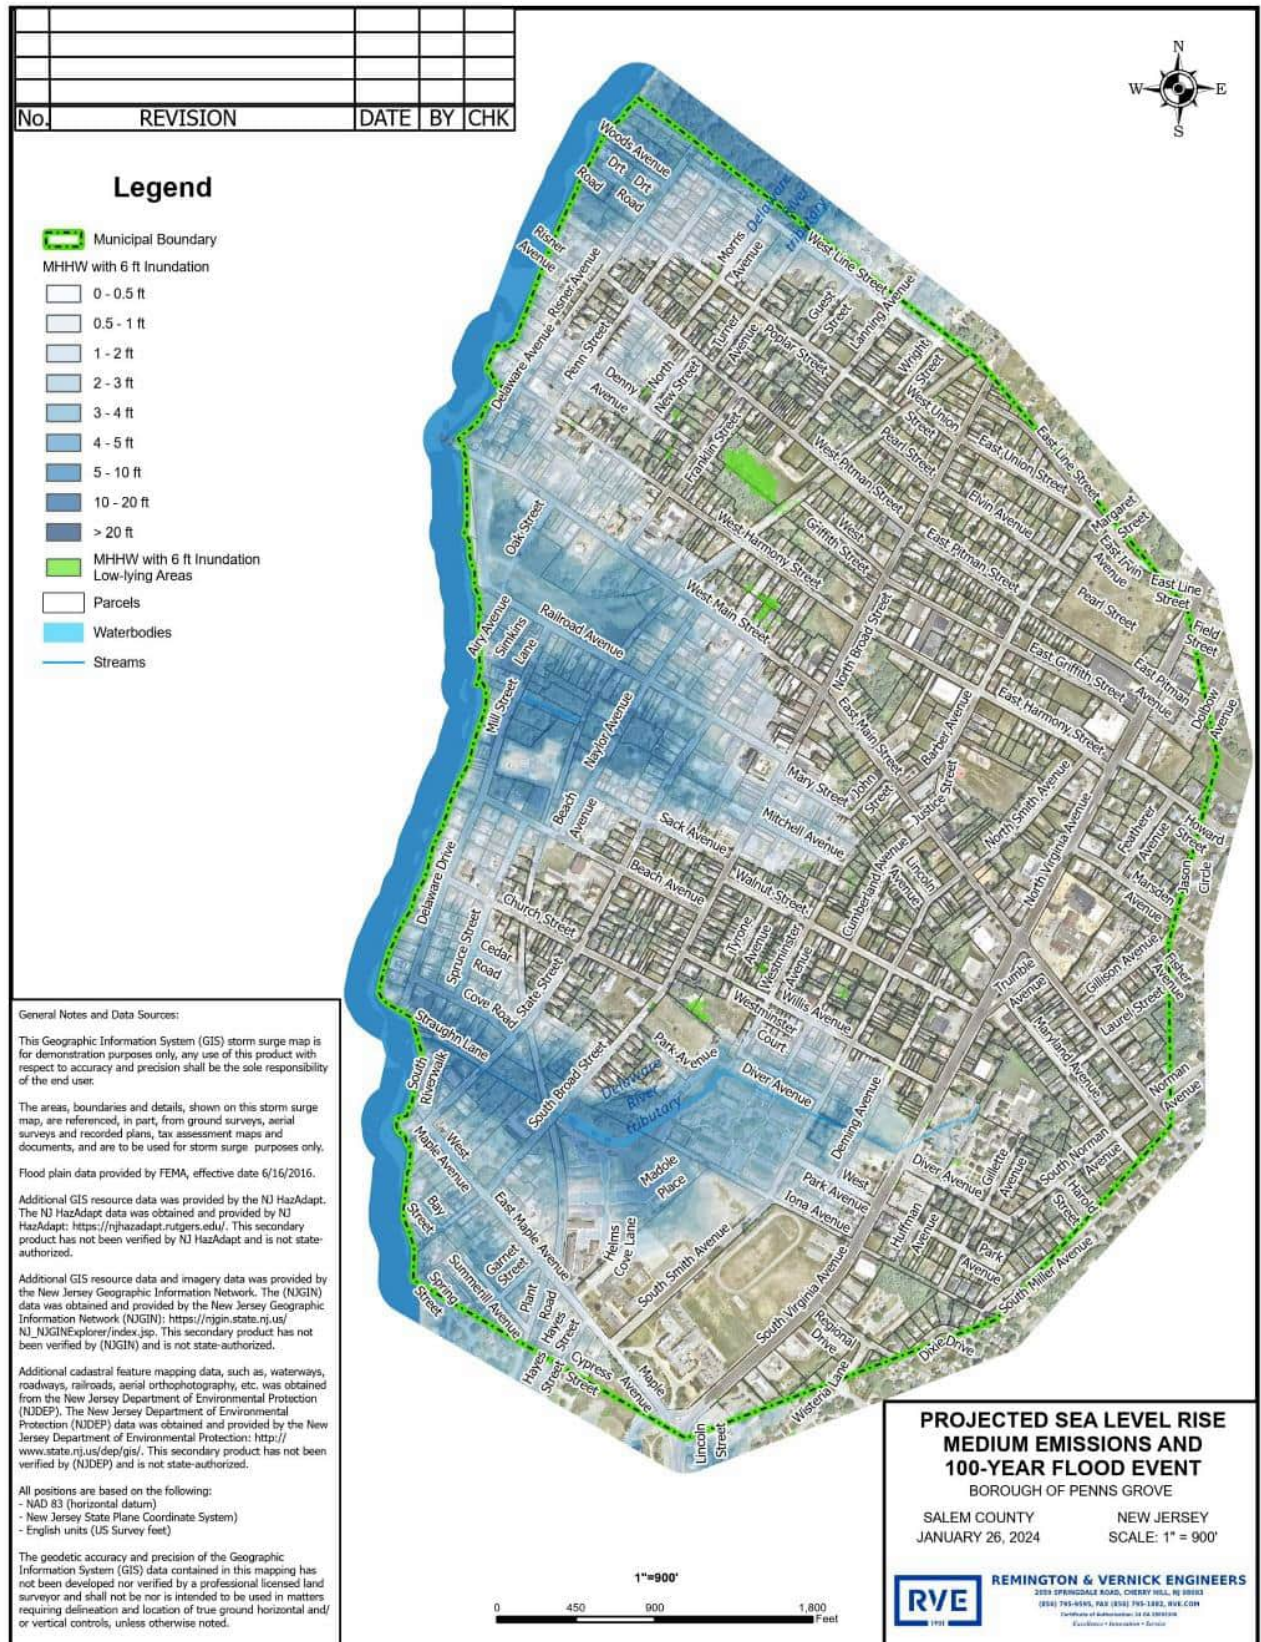 No. REVISION DATE BY CHK
N
W E
S
Legend
Municipal Boundary
MHHW with 6 ft Inundation
0 - 0.5 ft
0.5 - 1 ft
1 - 2 ft
2 - 3 ft
3 - 4 ft
4 - 5 ft
5 - 10 ft
10 - 20 ft
> 20 ft
MHHW with 6 ft Inundation
Low-lying Areas
Parcels
Waterbodies
Streams
Woods Avenue
Drt
Road
Drt
Road
Delaware
River
tributary
Risner
Avenue
Risner Avenue
Morris
Avenue
West Line Street
Guest
Street
Lanning Avenue
Delaware Avenue
Penn Street
Turner
Avenue
Poplar Street
Wright
Street
Denny
Avenue
North
New Street
West Union
Street
Franklin Street
West Pitman Street
Pearl Street
East Union Street
East Line Street
Elvin Avenue
Margaret
Street
Oak Street
West Harmony Street
West
Griffith Street
East Pitman Street
East Irvin
Avenue
East Line
Street
Pearl Street
Field
Street
West Main Street
Airy Avenue
Simkins
Lane
Railroad Avenue
North Broad Street
East Griffith Street
East Pitman
Avenue
Dolbow
Avenue
Mill Street
Naylor Avenue
East Main Street
Barber Avenue
East Harmony Street
Mary Street
John
Street
Justice Street
North Smith Avenue
Beach
Avenue
Sack Avenue
Mitchell Avenue
North Virginia Avenue
Featherer
Avenue
Howard
Street
Delaware Drive
Beach Avenue
Walnut Street
Cumberland Avenue
Lincoln
Avenue
Marsden
Avenue
Jason
Circle
Church Street
Spruce Street
Cedar
Road
State Street
Tyrone
Avenue
Westminster
Avenue
Willis Avenue
Trumble
Avenue
Gillison Avenue
Fisher
Avenue
Laurel Street
Cove Road
Straughn Lane
Westminster
Court
Park Avenue
Maryland Avenue
South
Riverwalk
South Broad Street
Delaware
River
tributary
Diver Avenue
Deming Avenue
Norman
Avenue
West
Maple Avenue
Madole
Place
West
Park Avenue
Iona Avenue
Diver Avenue
Gillette
Avenue
South Norman
Avenue
Harold
Street
Bay
Street
East Maple Avenue
Helms
Cove Lane
South Smith Avenue
Huffman
Avenue
Park
Avenue
South Miller Avenue
Garnet
Street
Summerill Avenue
Spring
Street
Plant
Road
Hayes
Street
South Virginia Avenue
Regional
Drive
Dixie Drive
Hayes
Street
Cypress
Street
Maple
Avenue
Wisteria Lane
Lincoln
Street
General Notes and Data Sources:
This Geographic Information System (GIS) storm surge map is
for demonstration purposes only, any use of this product with
respect to accuracy and precision shall be the sole responsibility
of the end user.
The areas, boundaries and details, shown on this storm surge
map, are referenced, in part, from ground surveys, aerial
surveys and recorded plans, tax assessment maps and
documents, and are to be used for storm surge purposes only.
Flood plain data provided by FEMA, effective date 6/16/2016.
Additional GIS resource data was provided by the NJ HazAdapt.
The NJ HazAdapt data was obtained and provided by NJ
HazAdapt: https://njhazadapt.rutgers.edu/. This secondary
product has not been verified by NJ HazAdapt and is not state-
authorized.
Additional GIS resource data and imagery data was provided by
the New Jersey Geographic Information Network. The (NJGIN)
data was obtained and provided by the New Jersey Geographic
Information Network (NJGIN): https://njgin.state.nj.us/
NJ_NJGINExplorer/index.jsp. This secondary product has not
been verified by (NJGIN) and is not state-authorized.
Additional cadastral feature mapping data, such as, waterways,
roadways, railroads, aerial orthophotography, etc. was obtained
from the New Jersey Department of Environmental Protection
(NJDEP). The New Jersey Department of Environmental
Protection (NJDEP) data was obtained and provided by the New
Jersey Department of Environmental Protection: http://
www.state.nj.us/dep/gis/. This secondary product has not been
verified by (NJDEP) and is not state-authorized.
All positions are based on the following:
- NAD 83 (horizontal datum)
- New Jersey State Plane Coordinate System)
- English units (US Survey feet)
The geodetic accuracy and precision of the Geographic
Information System (GIS) data contained in this mapping has
not been developed nor verified by a professional licensed land
surveyor and shall not be nor is intended to be used in matters
requiring delineation and location of true ground horizontal and/
or vertical controls, unless otherwise noted.
1"=900'
0 450 900 1,800
Feet
PROJECTED SEA LEVEL RISE
MEDIUM EMISSIONS AND
100-YEAR FLOOD EVENT
BOROUGH OF PENNS GROVE
SALEM COUNTY NEW JERSEY
JANUARY 26, 2024 SCALE: 1" = 900'
RVE
1901
REMINGTON & VERNICK ENGINEERS
2059 SPRINGDALE ROAD, CHERRY HILL, NJ 08003
(856) 795-9595, FAX (856) 795-1882, RVE.COM
Excellence • Innovation • Service